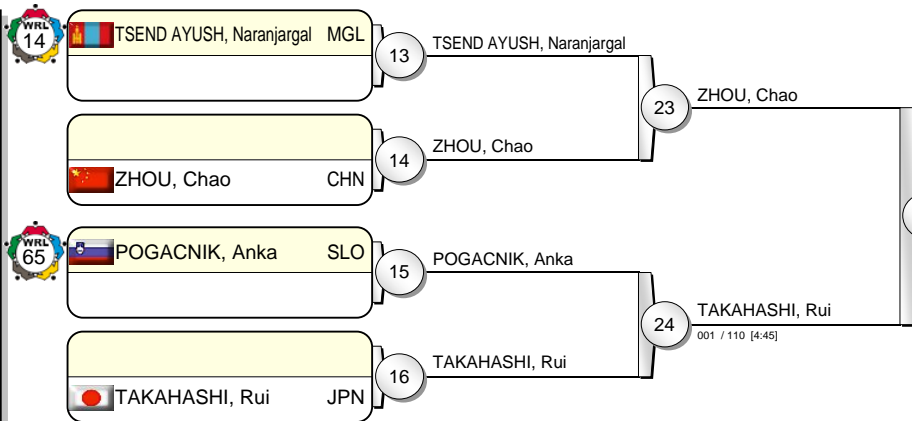 WRL
14
TSEND AYUSH, Naranjargal MGL
13
TSEND AYUSH, Naranjargal
23
ZHOU, Chao
ZHOU, Chao CHN
14
ZHOU, Chao
WRL
65
POGACNIK, Anka SLO
15
POGACNIK, Anka
24
TAKAHASHI, Rui
001 / 110 [4:45]
TAKAHASHI, Rui JPN
16
TAKAHASHI, Rui